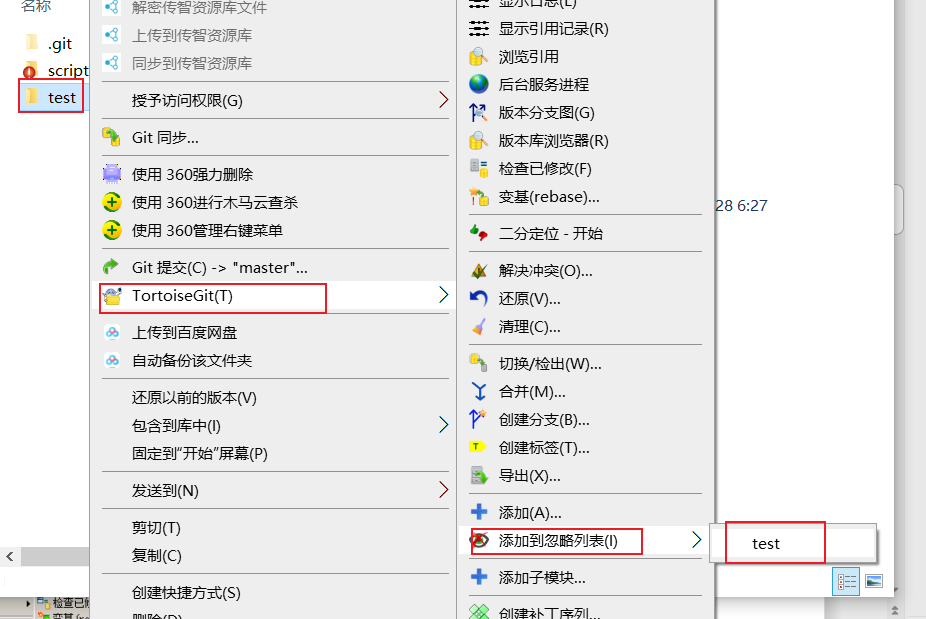 名称
.git
script
test
解密传智资源库文件
上传到传智资源库
同步到传智资源库
授予访问权限(G)
Git 同步...
使用 360强力删除
使用 360进行木马云查杀
使用 360管理右键菜单
Git 提交(C) -> "master"...
TortoiseGit(T)
上传到百度网盘
自动备份该文件夹
还原以前的版本(V)
包含到库中(I)
固定到“开始”屏幕(P)
发送到(N)
剪切(T)
复制(C)
创建快捷方式(S)
删除(D)
显示日志(L)
显示引用记录(R)
浏览引用
后台服务进程
版本分支图(G)
版本库浏览器(R)
检查已修改(F)
变基(rebase)...
二分定位 - 开始
解决冲突(O)...
还原(V)...
清理(C)...
切换/检出(W)...
合并(M)...
创建分支(B)...
创建标签(T)...
导出(X)...
添加(A)...
添加到忽略列表(I)
添加子模块...
创建补丁序列...
test
28 6:27
检查已修
变基(re